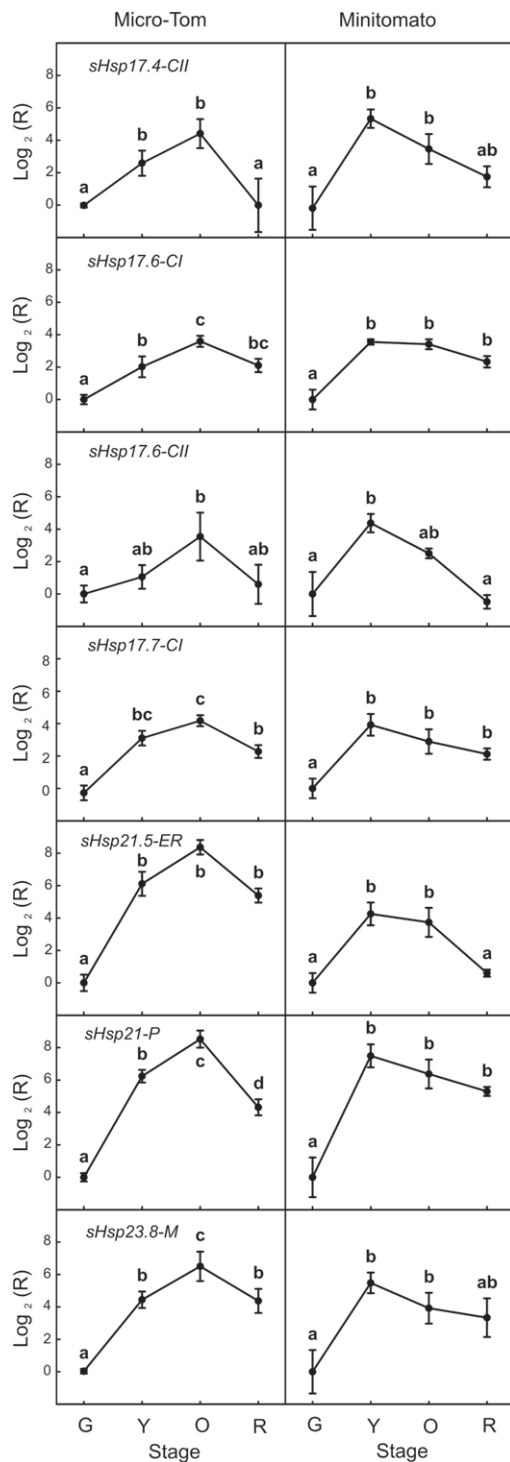 Micro-Tom Minitomato
sHsp17.4-CII
Log 2 (R)
8
6
4
2
0
a b b a
a b b ab
sHsp17.6-CI
Log 2 (R)
8
6
4
2
0
a b c bc
a b b b
sHsp17.6-CII
Log 2 (R)
8
6
4
2
0
a ab b ab
a b ab a
sHsp17.7-CI
Log 2 (R)
8
6
4
2
0
a bc c b
a b b b
sHsp21.5-ER
Log 2 (R)
8
6
4
2
0
a b b b
a b b a
sHsp21-P
Log 2 (R)
8
6
4
2
0
a b c d
a b b b
sHsp23.8-M
Log 2 (R)
8
6
4
2
0
a b c b
a b b ab
G Y O R G Y O R
Stage Stage